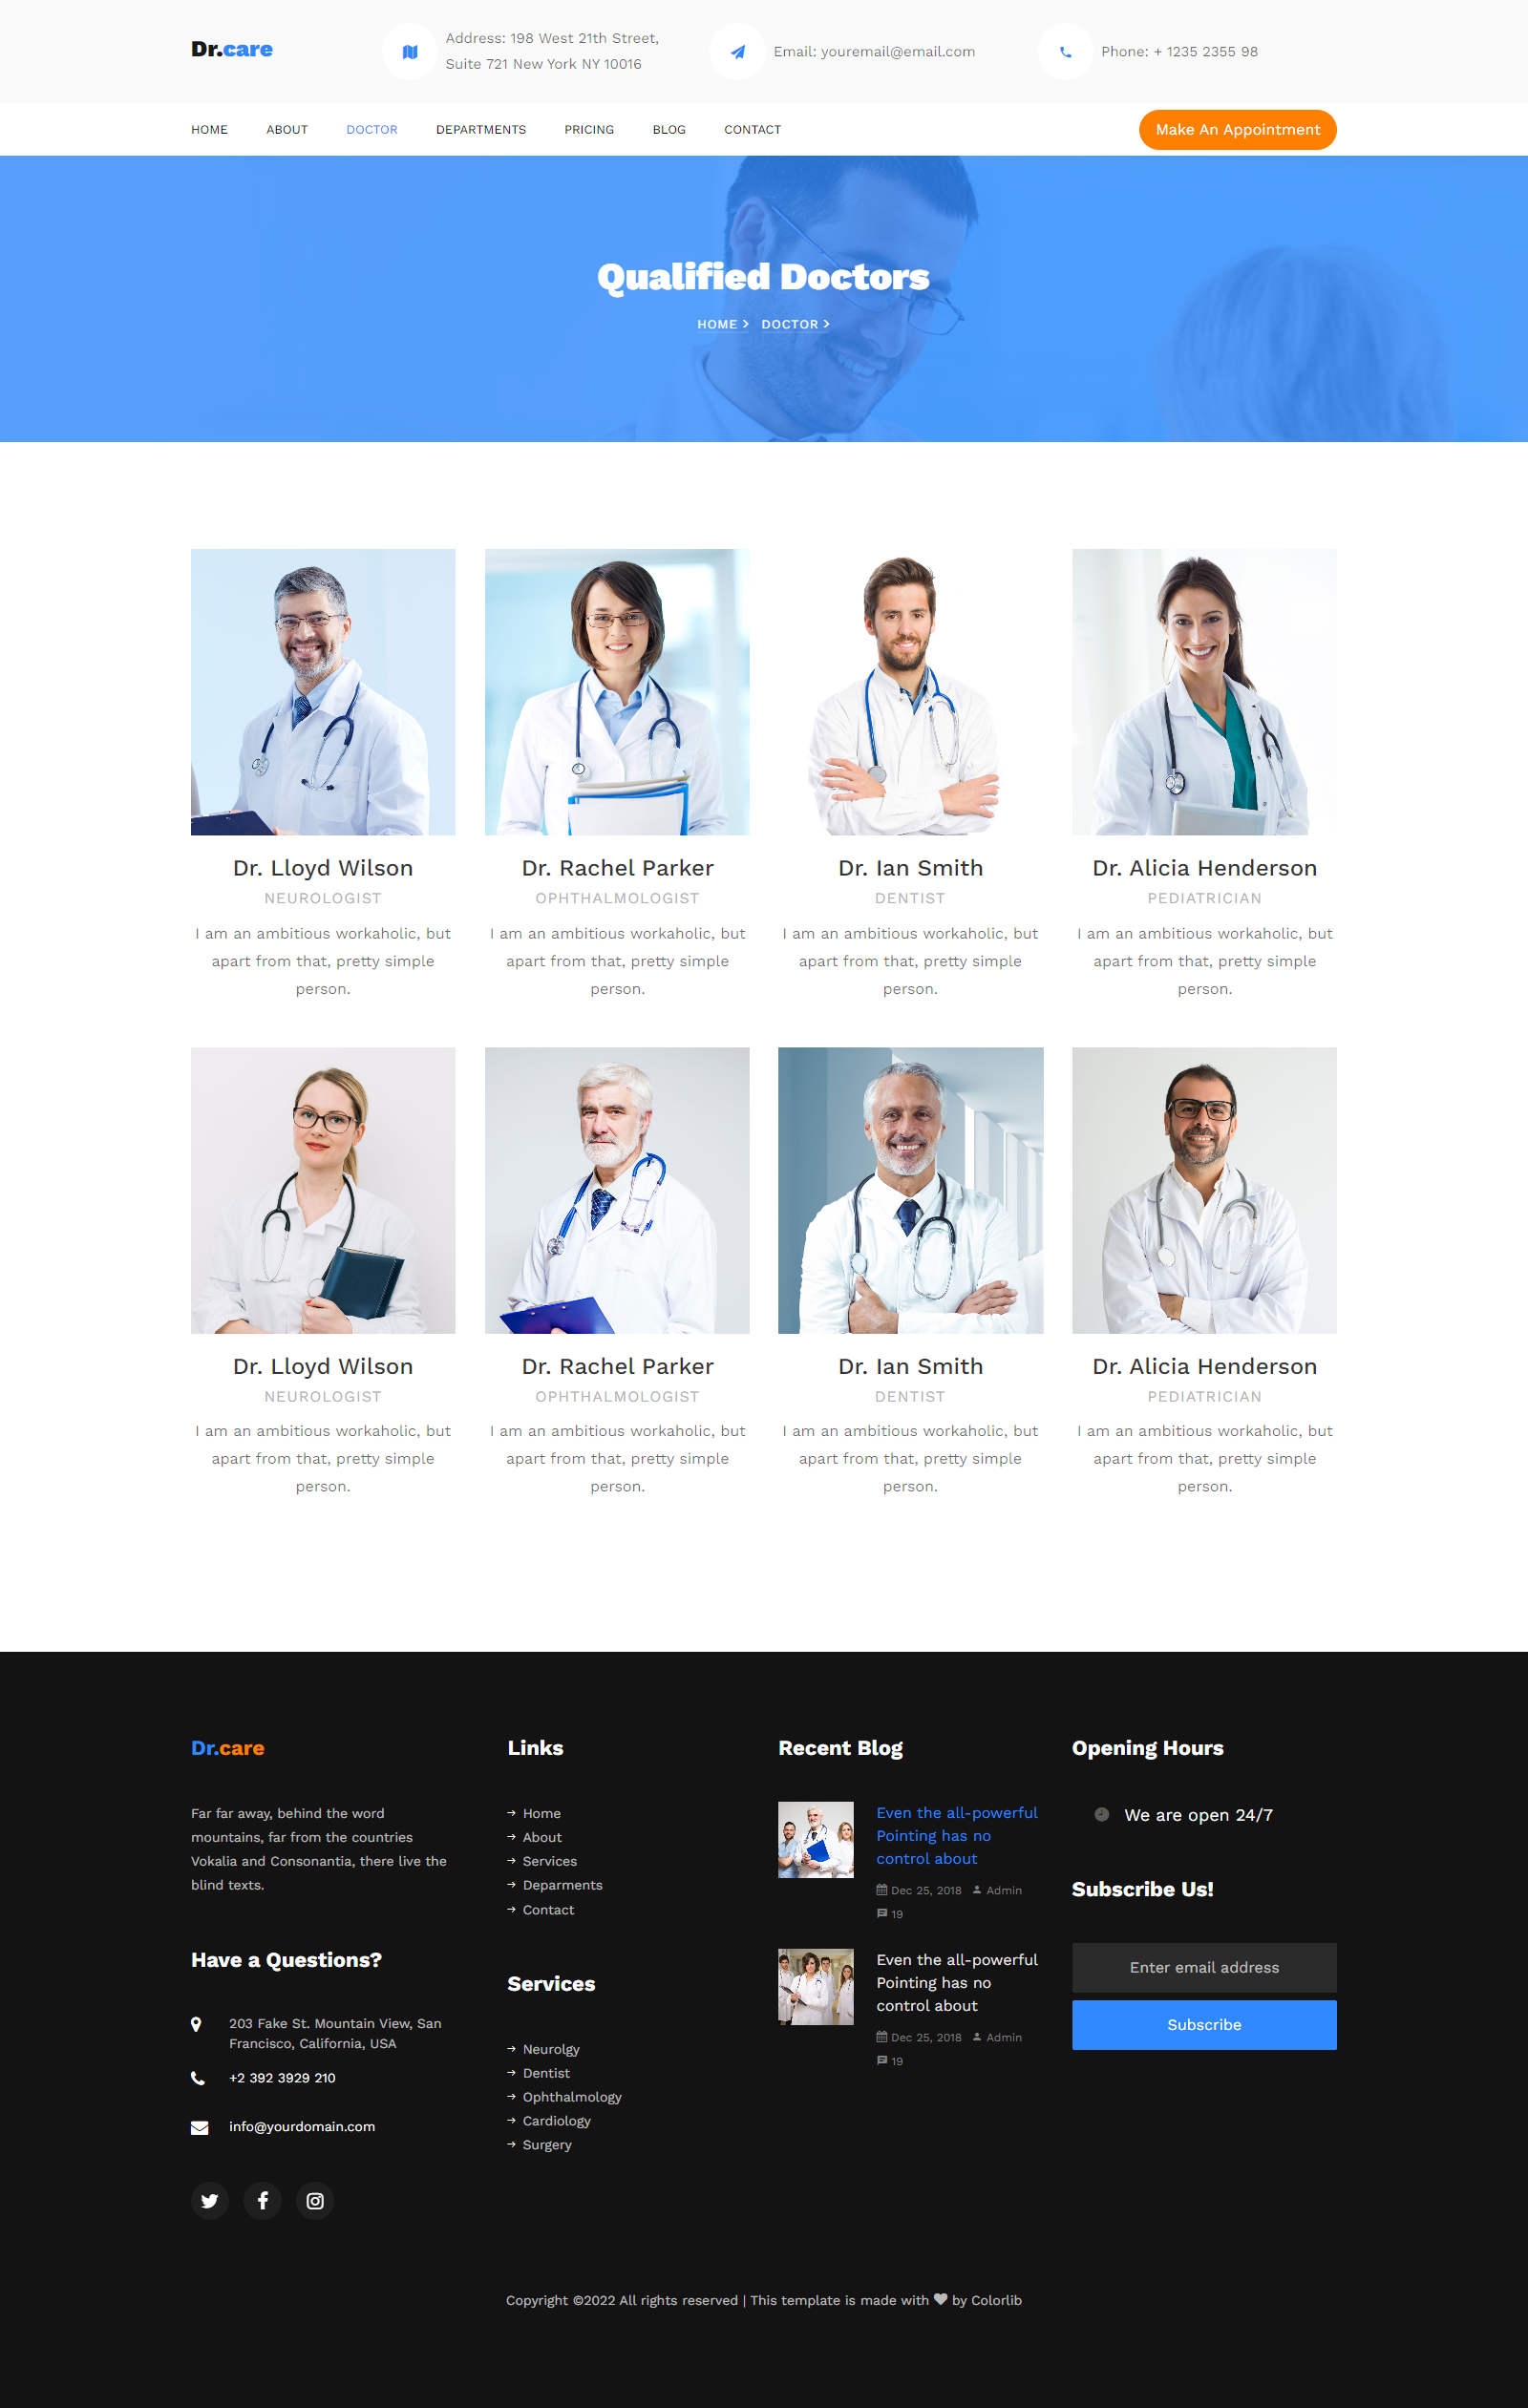 Dr.care
Address: 198 West 21th Street,
Suite 721 New York NY 10016
Email: youremail@email.com
Phone: + 1235 2355 98
HOME ABOUT DOCTOR DEPARTMENTS PRICING BLOG CONTACT
Make An Appointment
Qualified Doctors
HOME DOCTOR
Dr. Lloyd Wilson
NEUROLOGIST
I am an ambitious workaholic, but
apart from that, pretty simple
person.
Dr. Rachel Parker
OPHTHALMOLOGIST
I am an ambitious workaholic, but
apart from that, pretty simple
person.
Dr. Ian Smith
DENTIST
I am an ambitious workaholic, but
apart from that, pretty simple
person.
Dr. Alicia Henderson
PEDIATRICIAN
I am an ambitious workaholic, but
apart from that, pretty simple
person.
Dr. Lloyd Wilson
NEUROLOGIST
I am an ambitious workaholic, but
apart from that, pretty simple
person.
Dr. Rachel Parker
OPHTHALMOLOGIST
I am an ambitious workaholic, but
apart from that, pretty simple
person.
Dr. Ian Smith
DENTIST
I am an ambitious workaholic, but
apart from that, pretty simple
person.
Dr. Alicia Henderson
PEDIATRICIAN
I am an ambitious workaholic, but
apart from that, pretty simple
person.
Dr.care
Far far away, behind the word
mountains, far from the countries
Vokalia and Consonantia, there live the
blind texts.
Have a Questions?
203 Fake St. Mountain View, San
Francisco, California, USA
+2 392 3929 210
info@yourdomain.com
Links
Home
About
Services
Deparments
Contact
Services
Neurolgy
Dentist
Ophthalmology
Cardiology
Surgery
Recent Blog
Even the all-powerful
Pointing has no
control about
Dec 25, 2018 Admin
19
Even the all-powerful
Pointing has no
control about
Dec 25, 2018 Admin
19
Opening Hours
We are open 24/7
Subscribe Us!
Enter email address
Subscribe
Copyright ©2022 All rights reserved | This template is made with ♥ by Colorlib